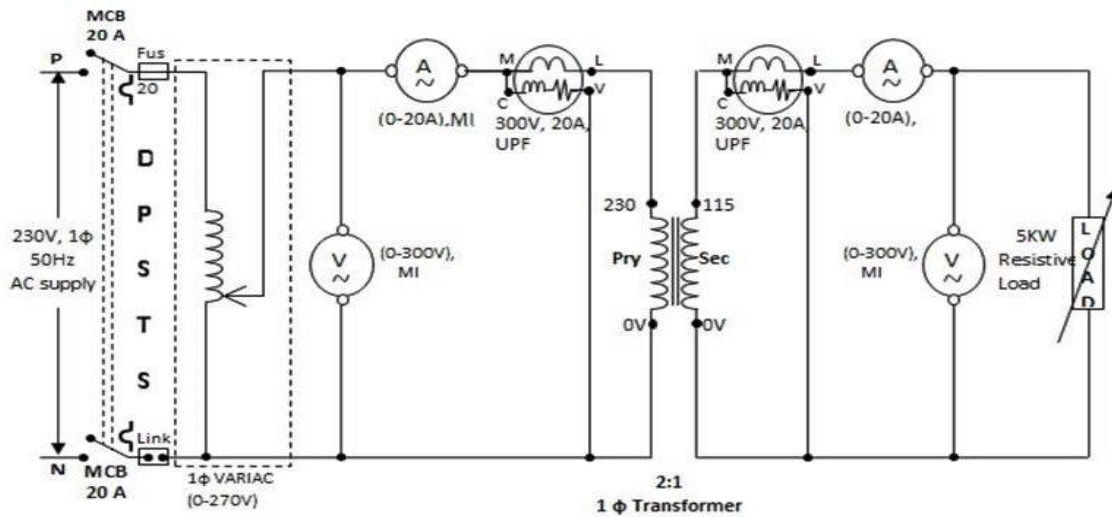 MCB
20 A
P
Fus
20
D
P
S
T
S
230V, 1ϕ
50Hz
AC supply
Link
N
MCB
20 A
1ϕ VARIAC
(0-270V)
V
~
(0-300V),
MI
A
~
(0-20A),MI
M
L
C
V
300V, 20A,
UPF
230
115
Pry
Sec
0V
0V
2:1
1 ϕ Transformer
M
L
C
V
300V, 20A,
UPF
A
~
(0-20A),
(0-300V),
MI
V
~
5KW
Resistive
Load
L
O
A
D